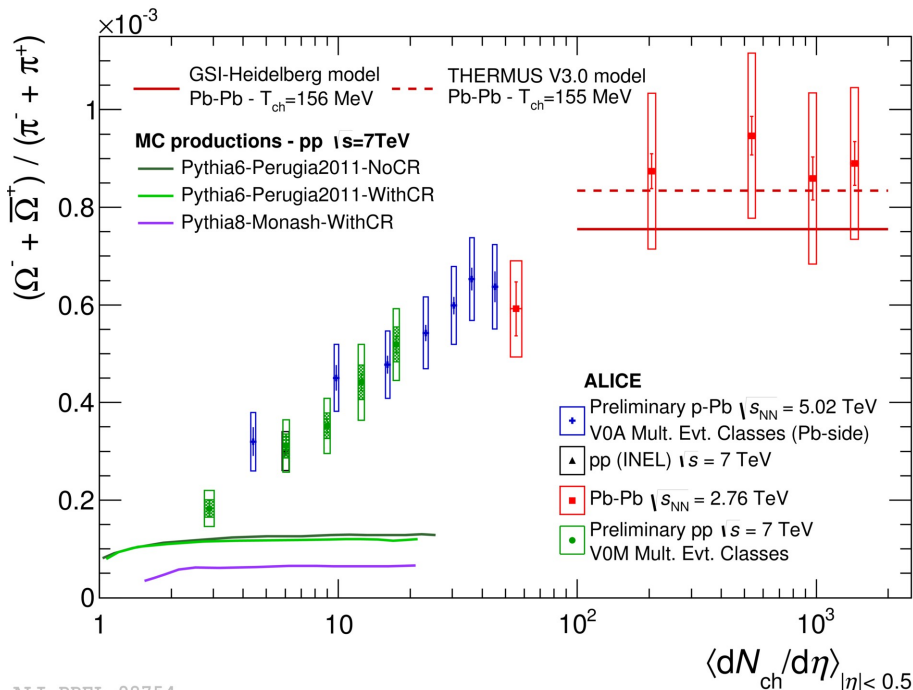 ×10⁻³
(Ω⁻ + Ω̅⁺) / (π⁻ + π⁺)
GSI-Heidelberg model
Pb-Pb - T_ch=156 MeV
THERMUS V3.0 model
Pb-Pb - T_ch=155 MeV
MC productions - pp √s=7TeV
Pythia6-Perugia2011-NoCR
Pythia6-Perugia2011-WithCR
Pythia8-Monash-WithCR
1
0.8
0.6
0.4
0.2
0
ALICE
Preliminary p-Pb √s_NN = 5.02 TeV
V0A Mult. Evt. Classes (Pb-side)
pp (INEL) √s = 7 TeV
Pb-Pb √s_NN = 2.76 TeV
Preliminary pp √s = 7 TeV
V0M Mult. Evt. Classes
1 10 10² 10³
⟨dN_ch/dη⟩_|η|< 0.5